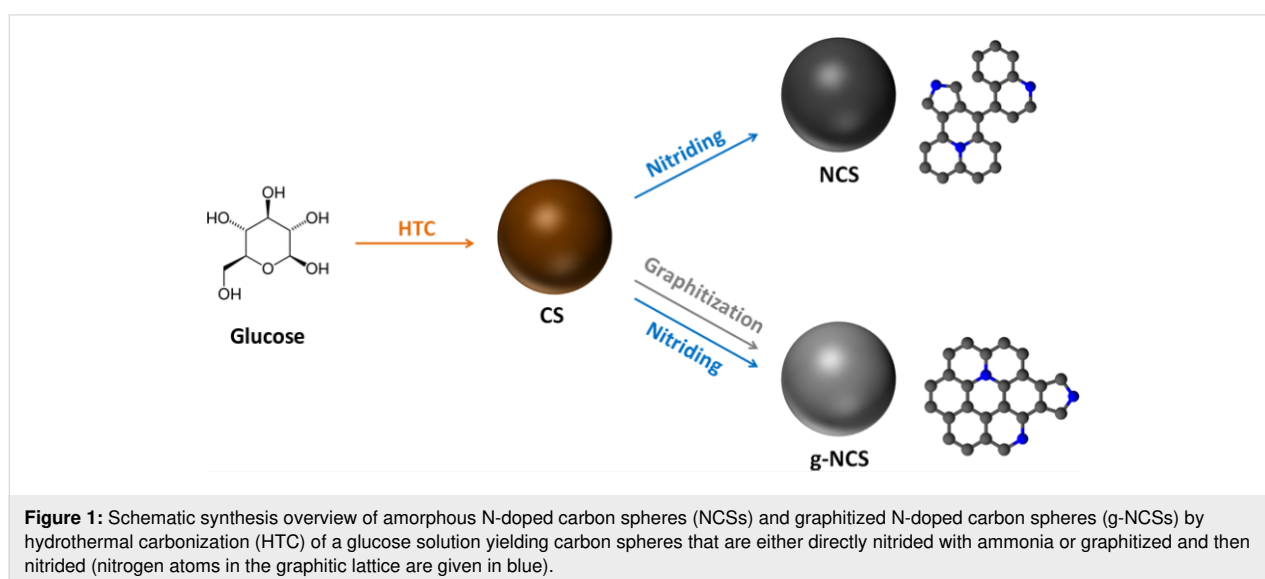 OH
HO
OH
O
OH
OH
Glucose
HTC
CS
Nitriding
NCS
Graphitization
Nitriding
g-NCS
Figure 1: Schematic synthesis overview of amorphous N-doped carbon spheres (NCSs) and graphitized N-doped carbon spheres (g-NCSs) by
hydrothermal carbonization (HTC) of a glucose solution yielding carbon spheres that are either directly nitrided with ammonia or graphitized and then
nitrided (nitrogen atoms in the graphitic lattice are given in blue).